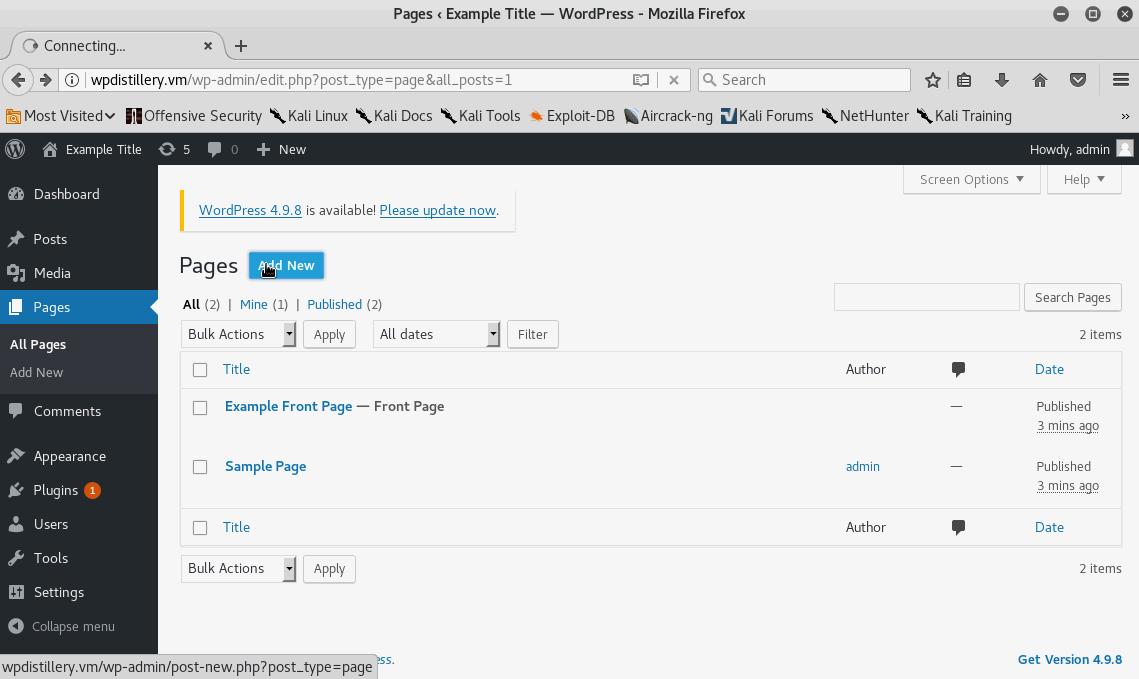 Pages ‹ Example Title — WordPress - Mozilla Firefox
Connecting...
wpdistillery.vm/wp-admin/edit.php?post_type=page&all_posts=1
Search
Most Visited Offensive Security Kali Linux Kali Docs Kali Tools Exploit-DB Aircrack-ng Kali Forums NetHunter Kali Training »
Example Title 5 0 New Howdy, admin
Screen Options Help
Dashboard
Posts
Media
Pages
All Pages
Add New
Comments
Appearance
Plugins 1
Users
Tools
Settings
Collapse menu
WordPress 4.9.8 is available! Please update now.
Pages Add New
All (2) | Mine (1) | Published (2)
Search Pages
Bulk Actions Apply All dates Filter 2 items
Title Author Date
Example Front Page — Front Page — Published
3 mins ago
Sample Page admin — Published
3 mins ago
Title Author Date
Bulk Actions Apply 2 items
Get Version 4.9.8
wpdistillery.vm/wp-admin/post-new.php?post_type=page